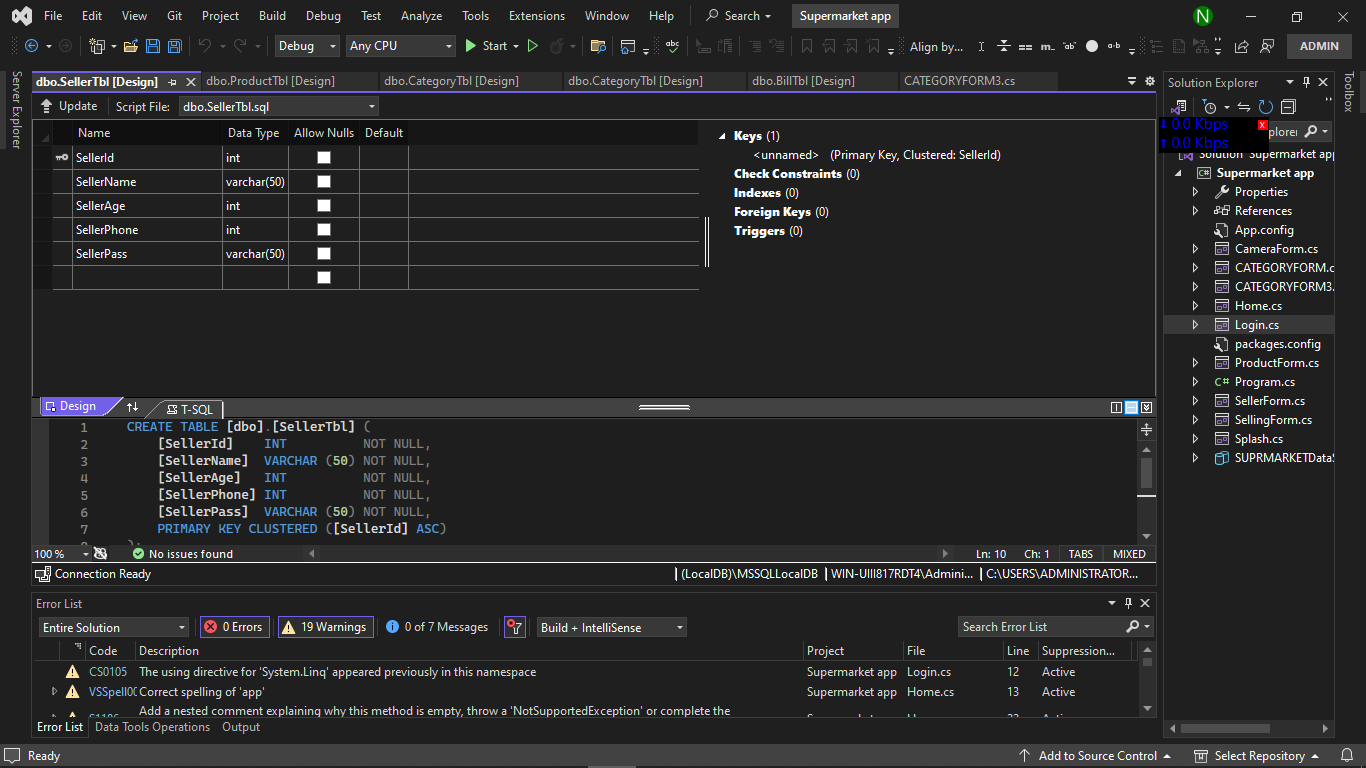 File Edit View Git Project Build Debug Test Analyze Tools Extensions Window Help Search Supermarket app N
Debug Any CPU Start Align by... ADMIN
Server Explorer
Toolbox
dbo.SellerTbl [Design] dbo.ProductTbl [Design] dbo.CategoryTbl [Design] dbo.CategoryTbl [Design] dbo.BillTbl [Design] CATEGORYFORM3.cs
Update Script File: dbo.SellerTbl.sql
Name Data Type Allow Nulls Default
SellerId int
SellerName varchar(50)
SellerAge int
SellerPhone int
SellerPass varchar(50)
Keys (1)
<unnamed> (Primary Key, Clustered: SellerId)
Check Constraints (0)
Indexes (0)
Foreign Keys (0)
Triggers (0)
Design T-SQL
1 CREATE TABLE [dbo].[SellerTbl] (
2 [SellerId] INT NOT NULL,
3 [SellerName] VARCHAR (50) NOT NULL,
4 [SellerAge] INT NOT NULL,
5 [SellerPhone] INT NOT NULL,
6 [SellerPass] VARCHAR (50) NOT NULL,
7 PRIMARY KEY CLUSTERED ([SellerId] ASC)
8 );
100 % No issues found Ln: 10 Ch: 1 TABS MIXED
Connection Ready (LocalDB)\MSSQLLocalDB WIN-UIII817RDT4\Admini... C:\USERS\ADMINISTRATOR...
Error List
Entire Solution 0 Errors 19 Warnings 0 of 7 Messages Build + IntelliSense Search Error List
Code Description Project File Line Suppression...
CS0105 The using directive for 'System.Linq' appeared previously in this namespace Supermarket app Login.cs 12 Active
VSSpell00 Correct spelling of 'app' Supermarket app Home.cs 13 Active
Add a nested comment explaining why this method is empty, throw a 'NotSupportedException' or complete the
Error List Data Tools Operations Output
Solution Explorer
0.0 Kbps
0.0 Kbps
plorer
Solution 'Supermarket app
Supermarket app
Properties
References
App.config
CameraForm.cs
CATEGORYFORM.c
CATEGORYFORM3.
Home.cs
Login.cs
packages.config
ProductForm.cs
Program.cs
SellerForm.cs
SellingForm.cs
Splash.cs
SUPRMARKETDataS
Ready Add to Source Control Select Repository